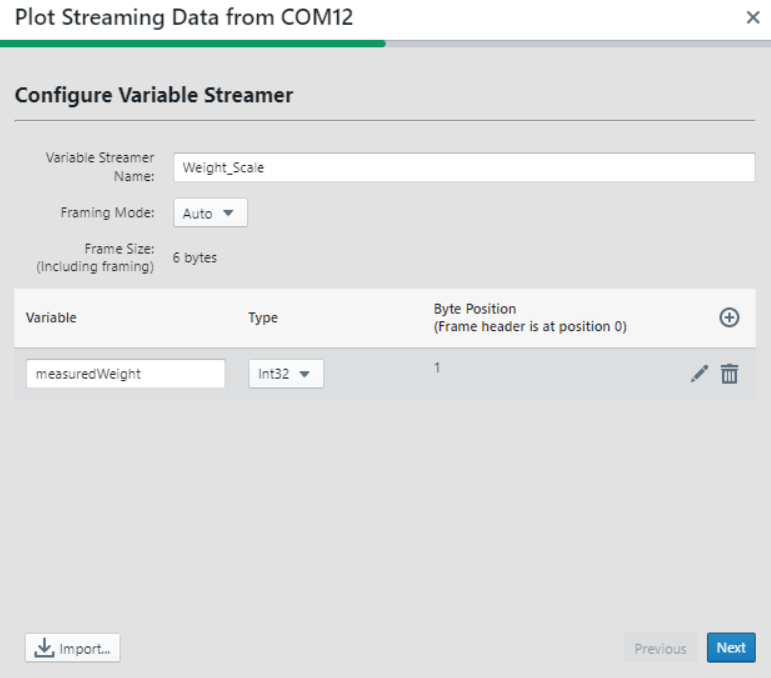 Plot Streaming Data from COM12
Configure Variable Streamer
Variable Streamer
Name:
Weight_Scale
Framing Mode:
Auto
Frame Size:
(Including framing)
6 bytes
Variable
Type
Byte Position
(Frame header is at position 0)
measuredWeight
Int32
1
Import...
Previous
Next